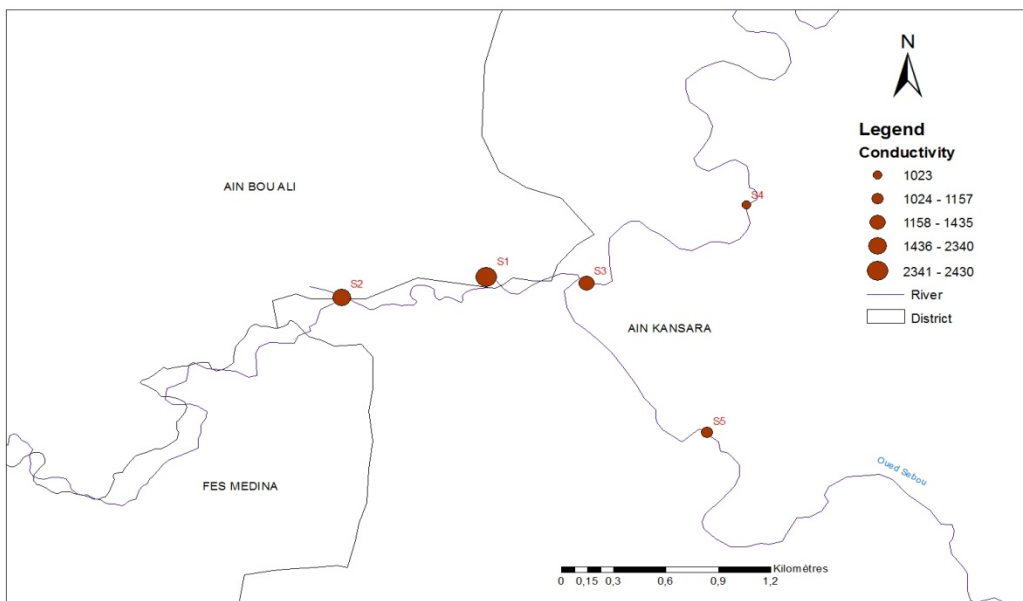 N
Legend
Conductivity
1023
1024 - 1157
1158 - 1435
1436 - 2340
2341 - 2430
River
District
AIN BOU ALI
S4
S1
S3
S2
AIN KANSARA
S5
FES MEDINA
Oued Sebou
Kilométres
0 0,15 0,3 0,6 0,9 1,2